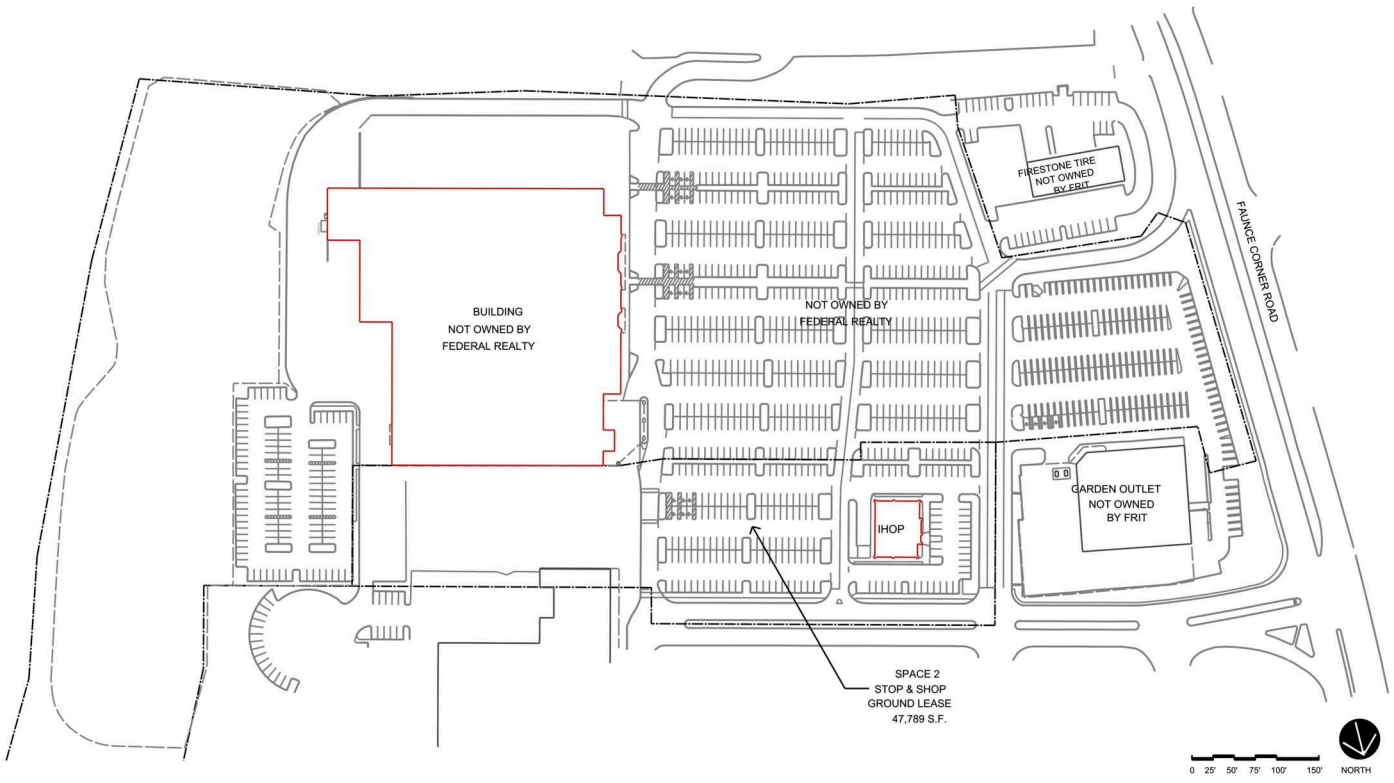 FIRESTONE TIRE
NOT OWNED
BY FRIT
FAUNCE CORNER ROAD
BUILDING
NOT OWNED BY
FEDERAL REALTY
NOT OWNED BY
FEDERAL REALTY
GARDEN OUTLET
NOT OWNED
BY FRIT
IHOP
SPACE 2
STOP & SHOP
GROUND LEASE
47,789 S.F.
0 25' 50' 75' 100' 150'
NORTH